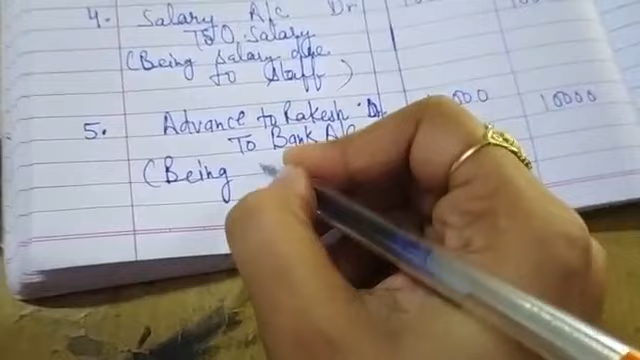 4. Salary A/c Dr
To O. Salary
(Being salary due
to staff)
5. Advance to Rakesh Dr 10000
To Bank A/c
(Being